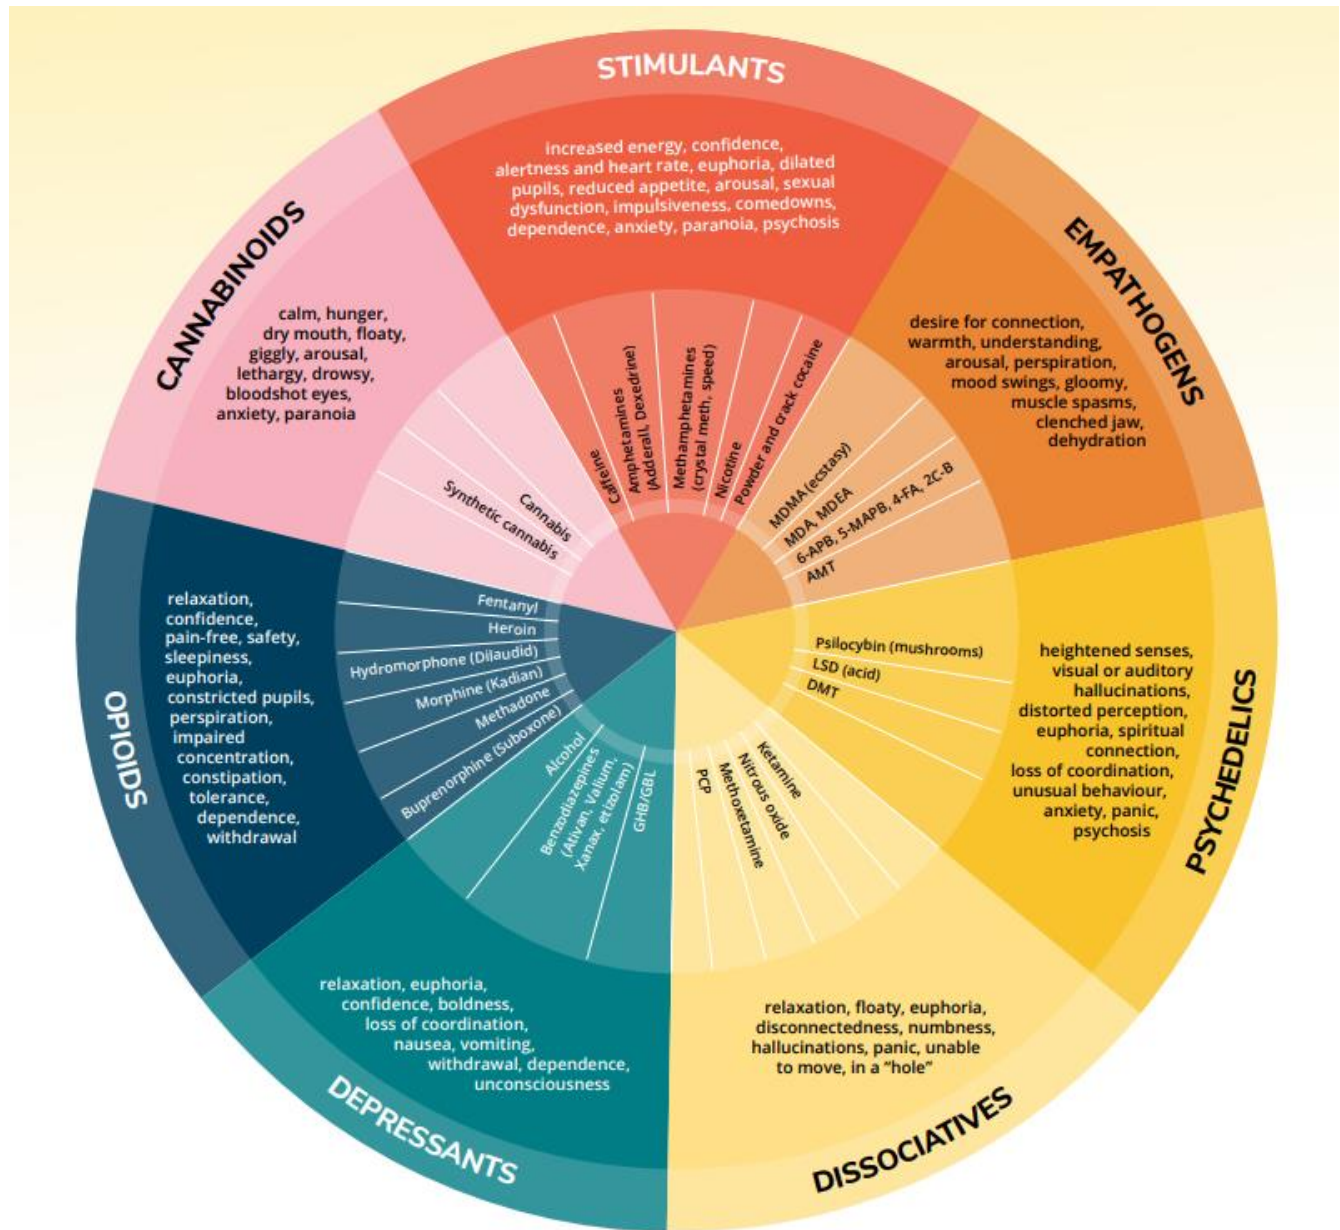 STIMULANTS
increased energy, confidence,
alertness and heart rate, euphoria, dilated
pupils, reduced appetite, arousal, sexual
dysfunction, impulsiveness, comedowns,
dependence, anxiety, paranoia, psychosis
Caffeine
Amphetamines
(Adderall, Dexedrine)
Methamphetamines
(crystal meth, speed)
Nicotine
Powder and crack cocaine
EMPATHOGENS
desire for connection,
warmth, understanding,
arousal, perspiration,
mood swings, gloomy,
muscle spasms,
clenched jaw,
dehydration
MDMA (ecstasy)
MDA, MDEA
6-APB, 5-MAPB, 4-FA, 2C-B
AMT
PSYCHEDELICS
heightened senses,
visual or auditory
hallucinations,
distorted perception,
euphoria, spiritual
connection,
loss of coordination,
unusual behaviour,
anxiety, panic,
psychosis
Psilocybin (mushrooms)
LSD (acid)
DMT
DISSOCIATIVES
relaxation, floaty, euphoria,
disconnectedness, numbness,
hallucinations, panic, unable
to move, in a “hole”
Ketamine
Nitrous oxide
Methoxetamine
PCP
DEPRESSANTS
relaxation, euphoria,
confidence, boldness,
loss of coordination,
nausea, vomiting,
withdrawal, dependence,
unconsciousness
GHB/GBL
Benzodiazepines
(Ativan, Valium,
Xanax, etizolam)
Alcohol
OPIOIDS
relaxation,
confidence,
pain-free, safety,
sleepiness,
euphoria,
constricted pupils,
perspiration,
impaired
concentration,
constipation,
tolerance,
dependence,
withdrawal
Fentanyl
Heroin
Hydromorphone (Dilaudid)
Morphine (Kadian)
Methadone
Buprenorphine (Suboxone)
CANNABINOIDS
calm, hunger,
dry mouth, floaty,
giggly, arousal,
lethargy, drowsy,
bloodshot eyes,
anxiety, paranoia
Cannabis
Synthetic cannabis